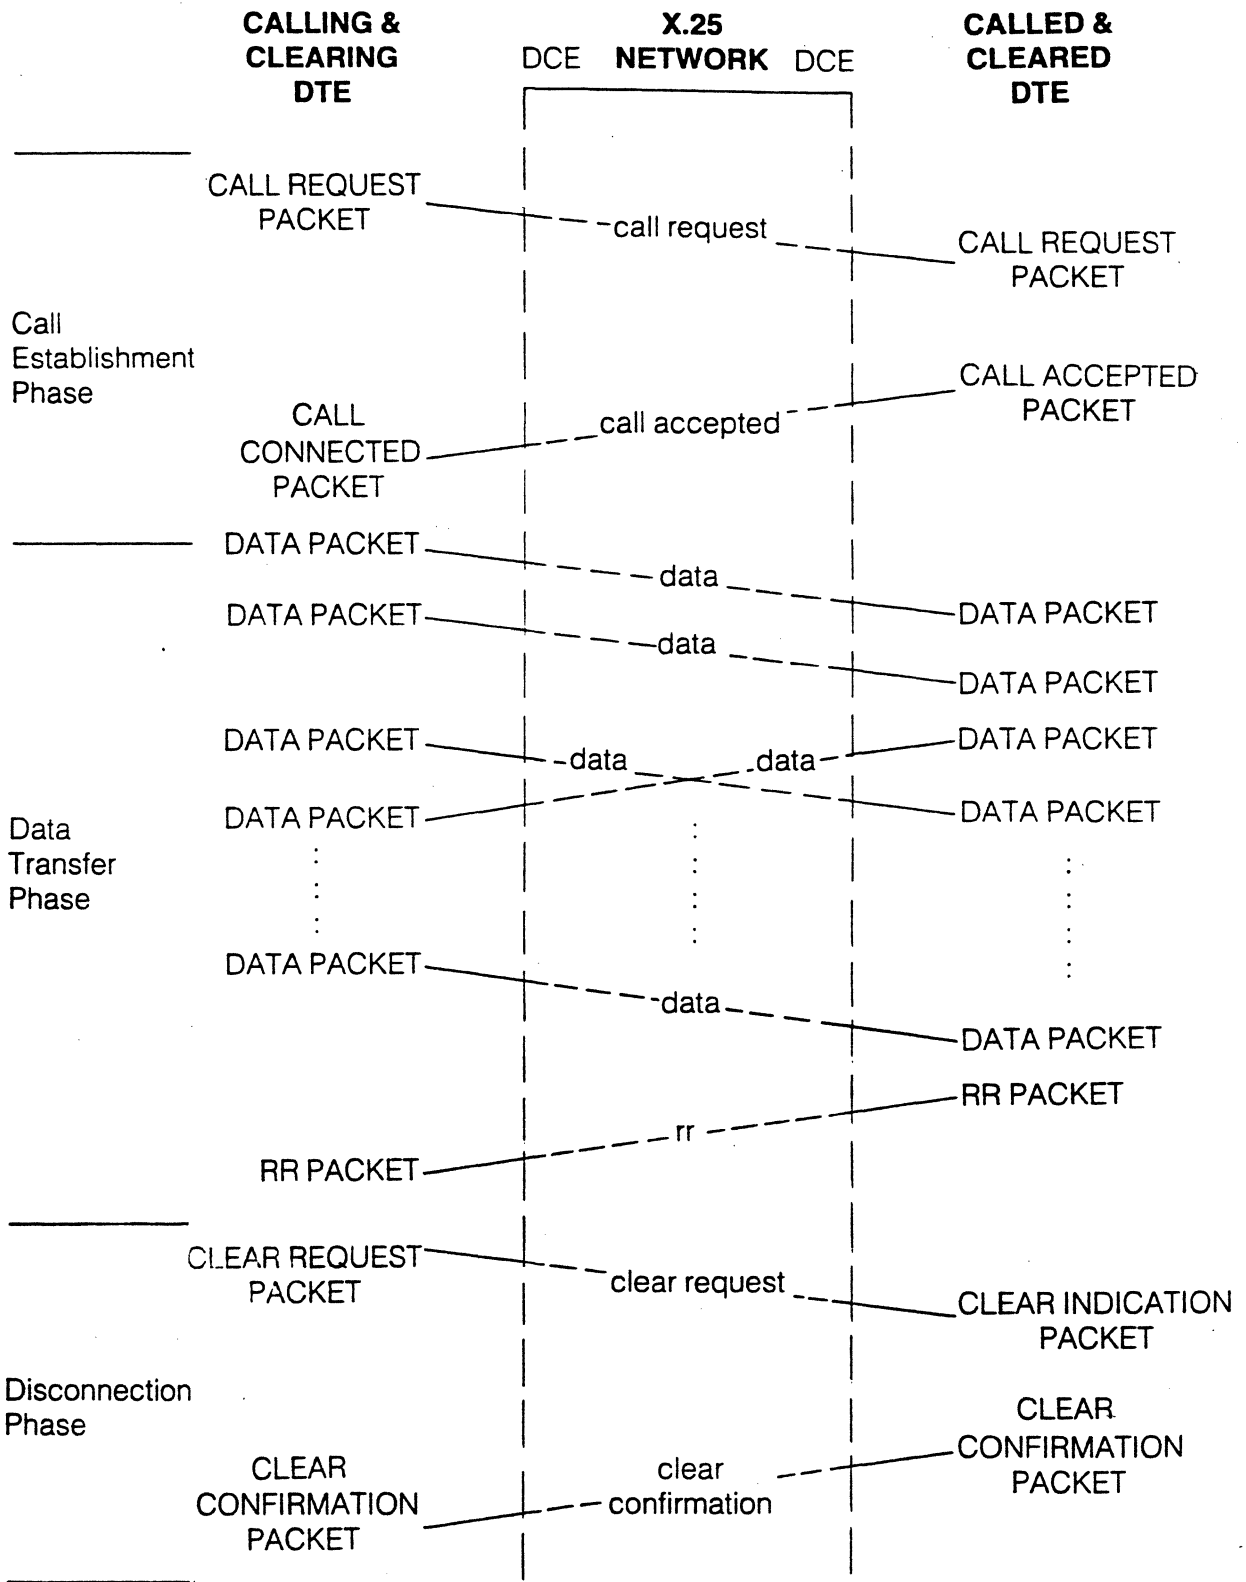 CALLING &
CLEARING
DTE
DCE
X.25
NETWORK
DCE
CALLED &
CLEARED
DTE
CALL REQUEST
PACKET
call request
CALL REQUEST
PACKET
Call
Establishment
Phase
CALL ACCEPTED
PACKET
call accepted
CALL
CONNECTED
PACKET
DATA PACKET
data
DATA PACKET
DATA PACKET
data
DATA PACKET
DATA PACKET
data
data
DATA PACKET
DATA PACKET
DATA PACKET
Data
Transfer
Phase
DATA PACKET
data
DATA PACKET
RR PACKET
rr
RR PACKET
CLEAR REQUEST
PACKET
clear request
CLEAR INDICATION
PACKET
Disconnection
Phase
CLEAR
CONFIRMATION
PACKET
clear
confirmation
CLEAR
CONFIRMATION
PACKET